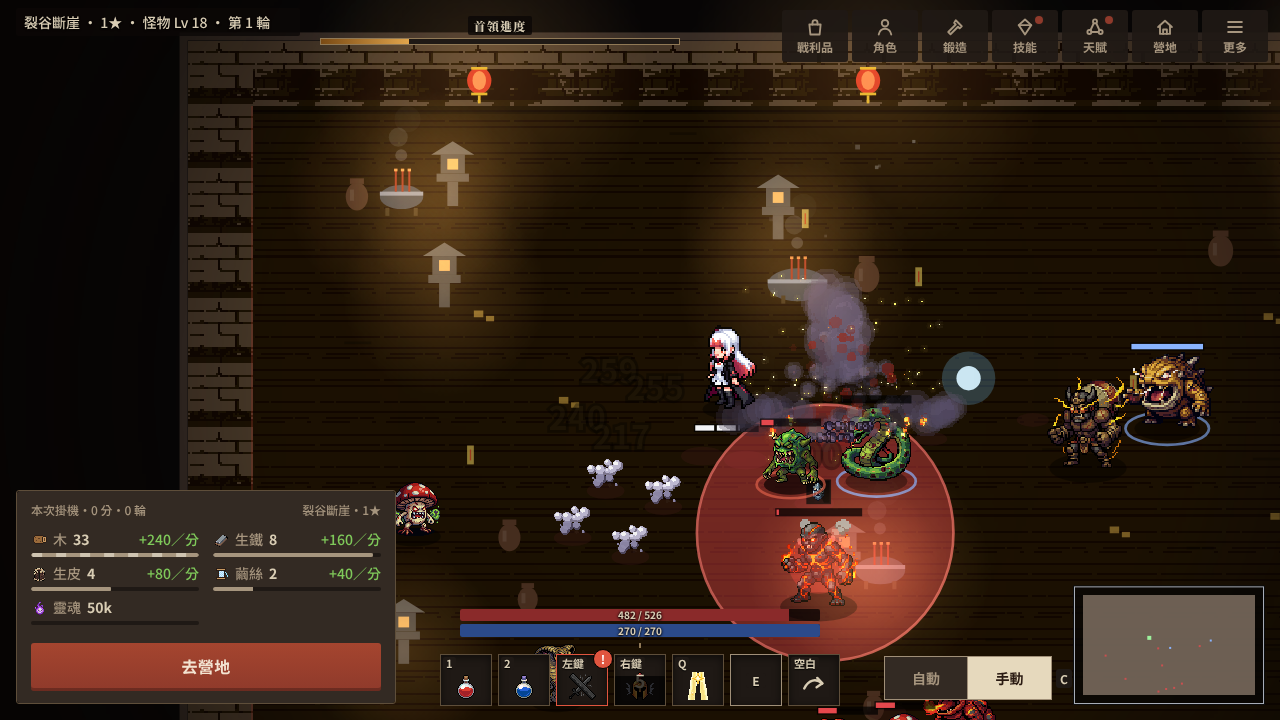 裂谷斷崖 • 1★ • 怪物 Lv 18 • 第 1 輪
首領進度
戰利品
角色
鍛造
技能
天賦
營地
更多
259
255
240
217
本次掛機 • 0 分 • 0 輪
裂谷斷崖 • 1★
木 33 +240／分
生鐵 8 +160／分
生皮 4 +80／分
繭絲 2 +40／分
靈魂 50k
去營地
482 / 526
270 / 270
1
2
左鍵
!
右鍵
Q
E
空白
自動
手動
C